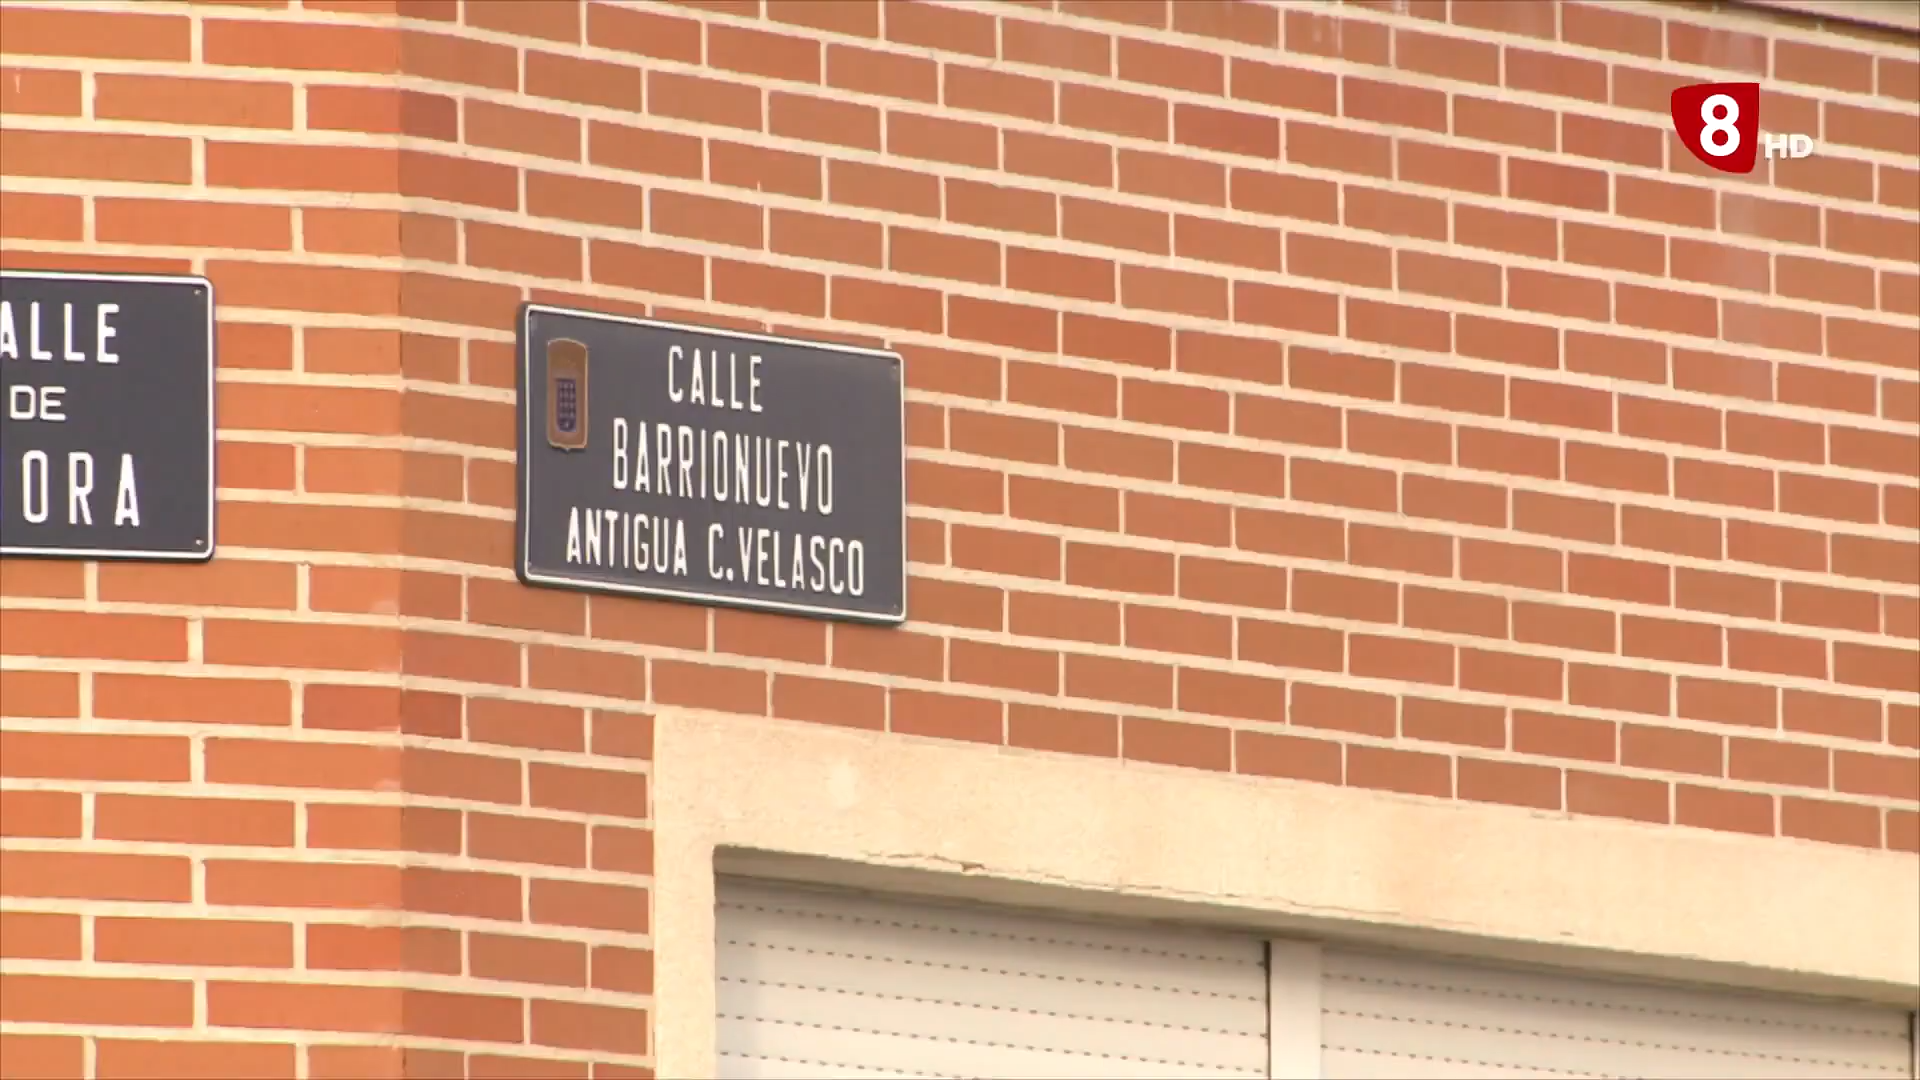 ALLE
DE
ORA
CALLE
BARRIONUEVO
ANTIGUA C.VELASCO
8 HD